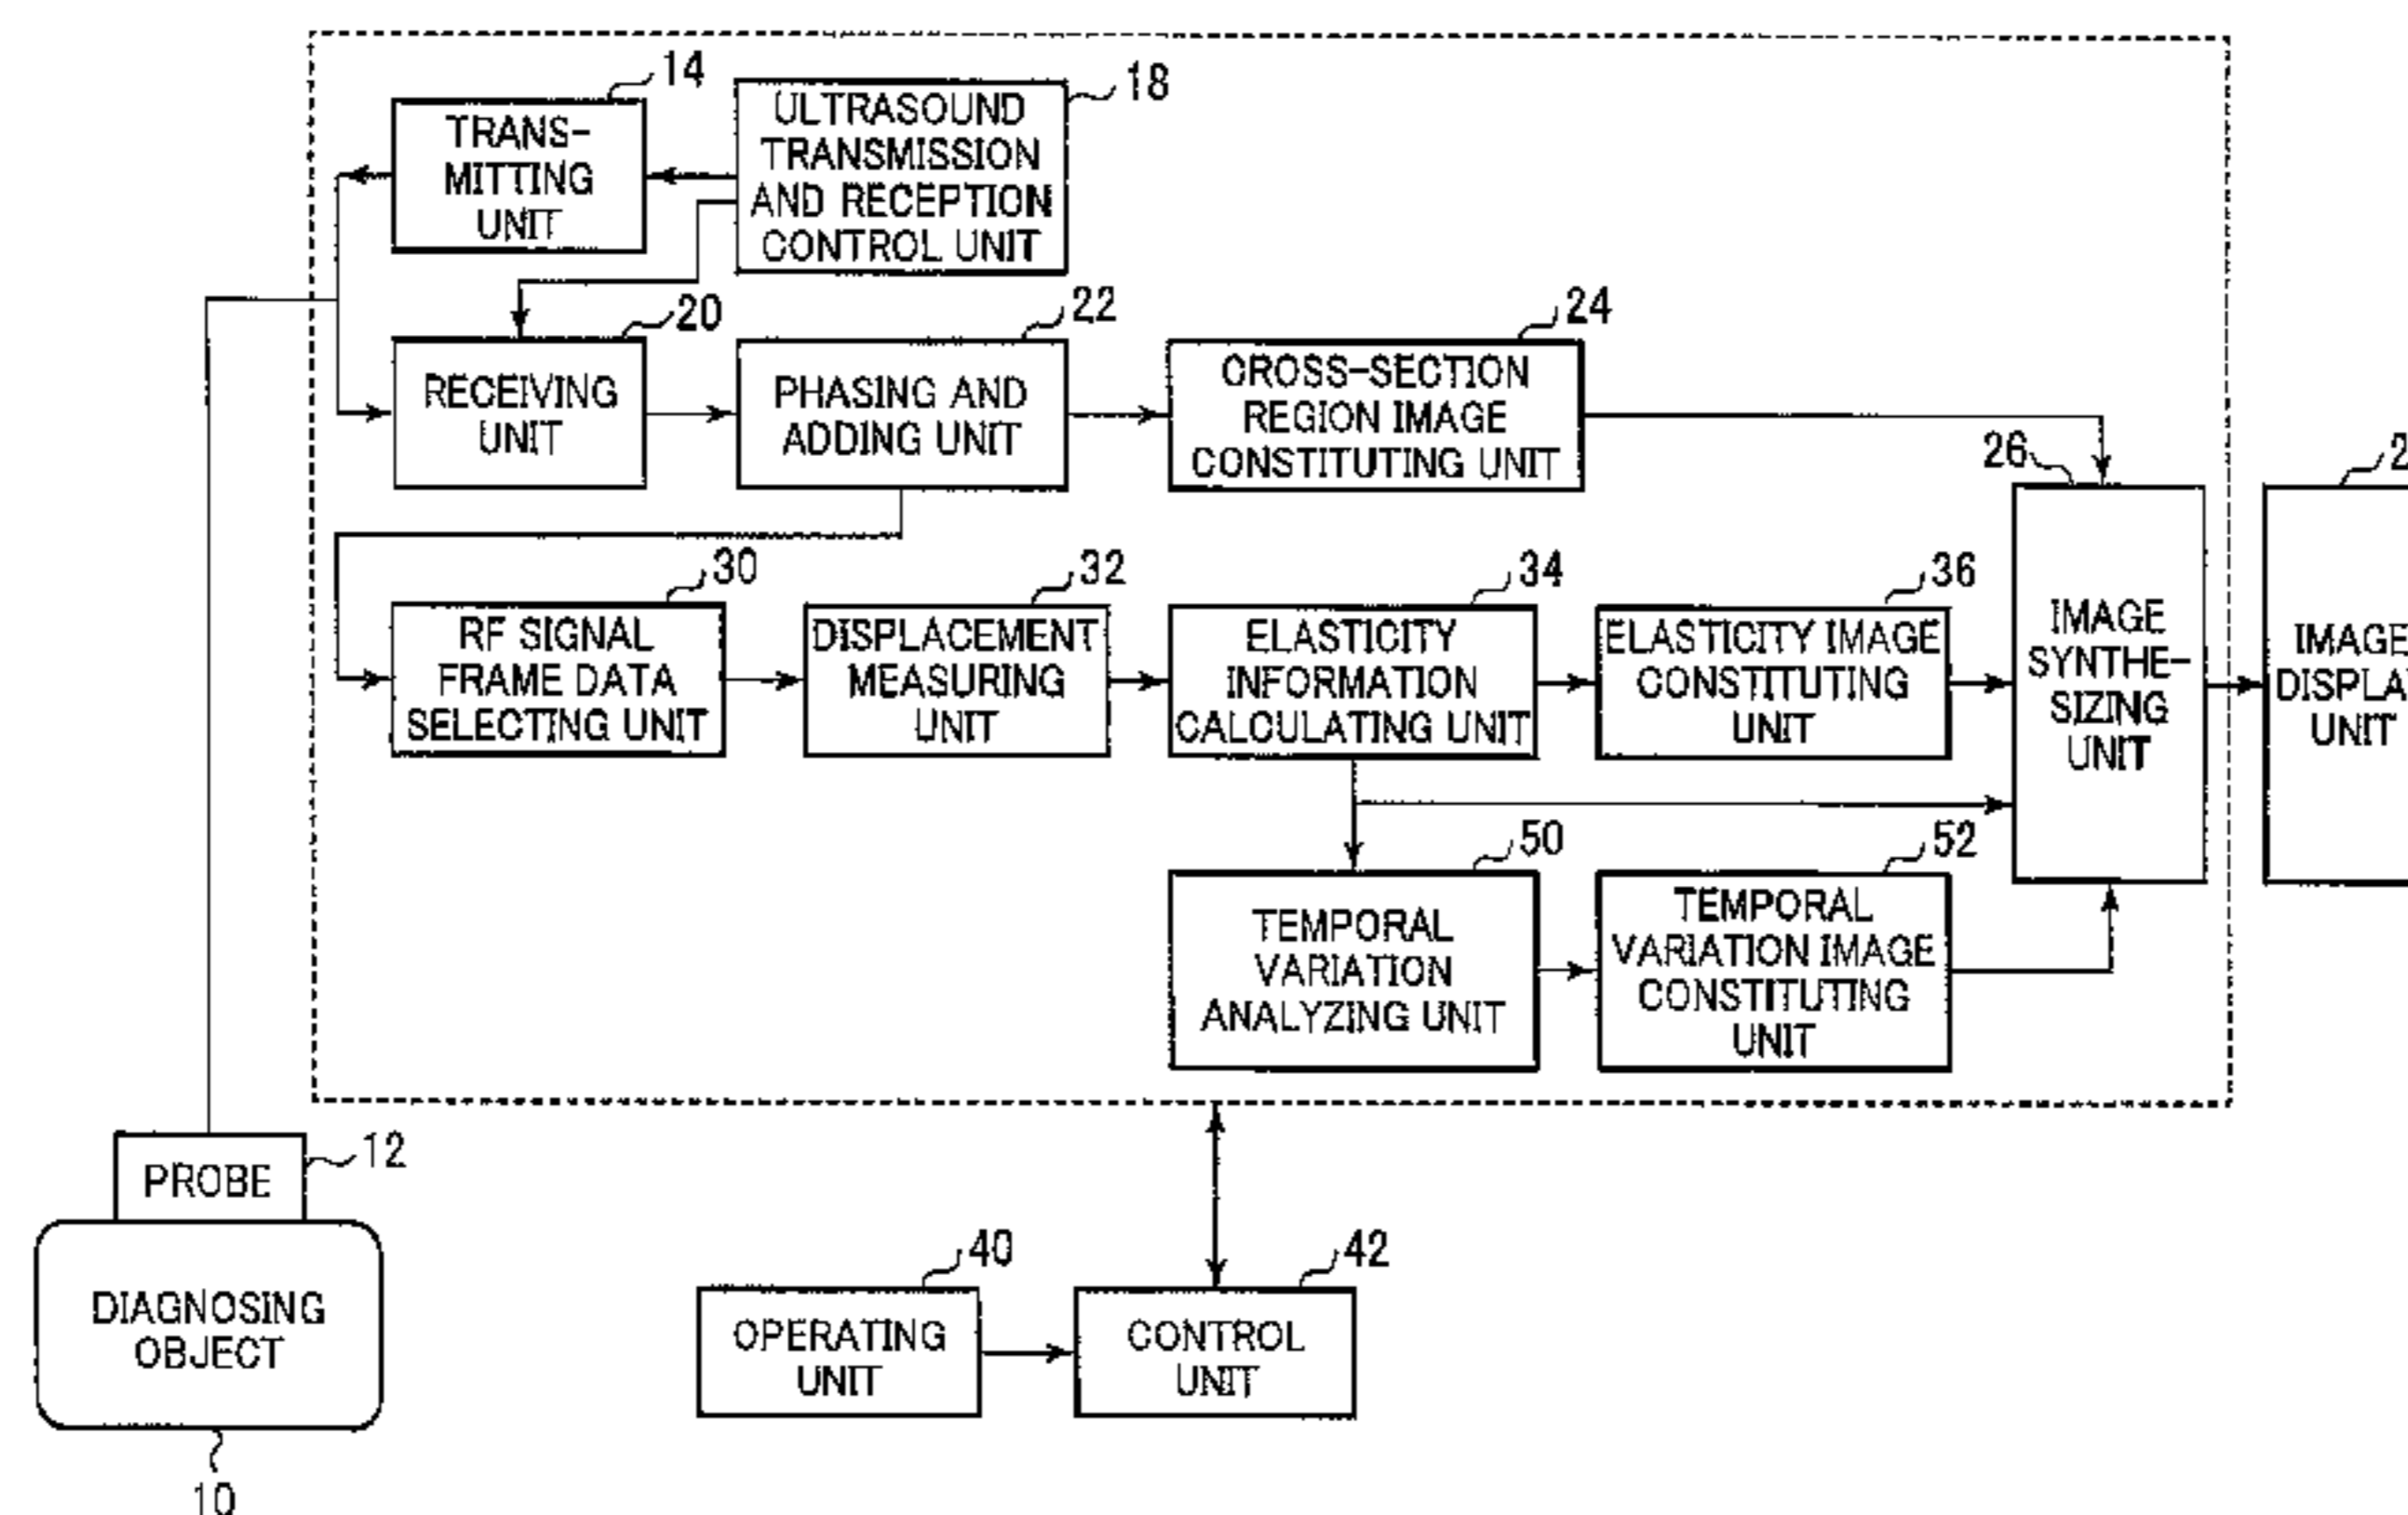 14
TRANS-
MITTING
UNIT
18
ULTRASOUND
TRANSMISSION
AND RECEPTION
CONTROL UNIT
20
RECEIVING
UNIT
22
PHASING AND
ADDING UNIT
24
CROSS-SECTION
REGION IMAGE
CONSTITUTING UNIT
26
IMAGE
SYNTHE-
SIZING
UNIT
IMAGE
DISPLAY
UNIT
30
RF SIGNAL
FRAME DATA
SELECTING UNIT
32
DISPLACEMENT
MEASURING
UNIT
34
ELASTICITY
INFORMATION
CALCULATING UNIT
36
ELASTICITY IMAGE
CONSTITUTING
UNIT
50
TEMPORAL
VARIATION
ANALYZING UNIT
52
TEMPORAL
VARIATION IMAGE
CONSTITUTING
UNIT
12
PROBE
DIAGNOSING
OBJECT
10
40
OPERATING
UNIT
42
CONTROL
UNIT